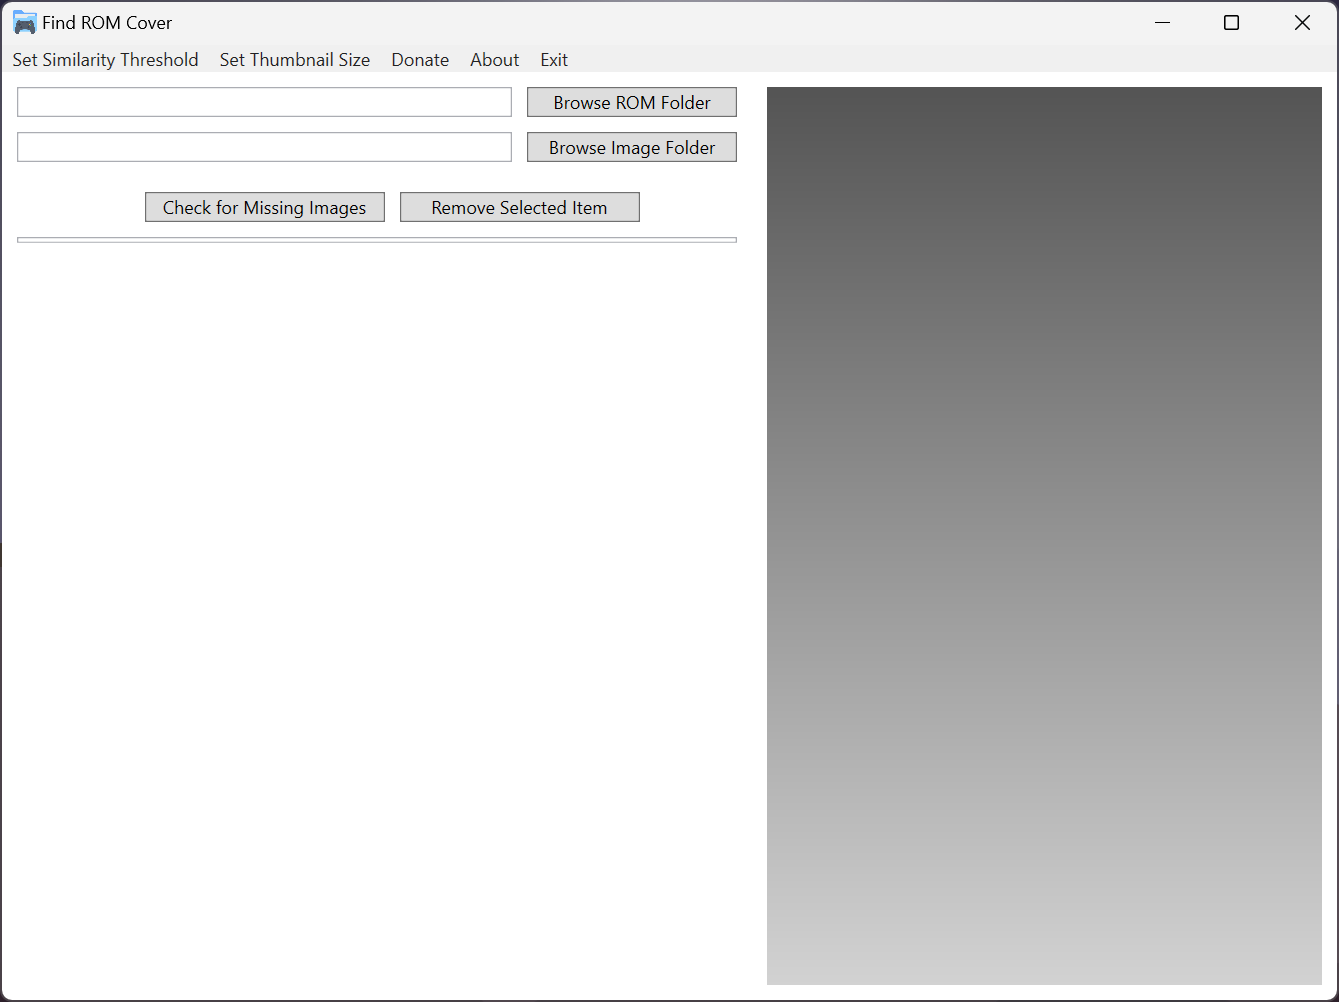 Find ROM Cover
Set Similarity Threshold Set Thumbnail Size Donate About Exit
Browse ROM Folder
Browse Image Folder
Check for Missing Images Remove Selected Item